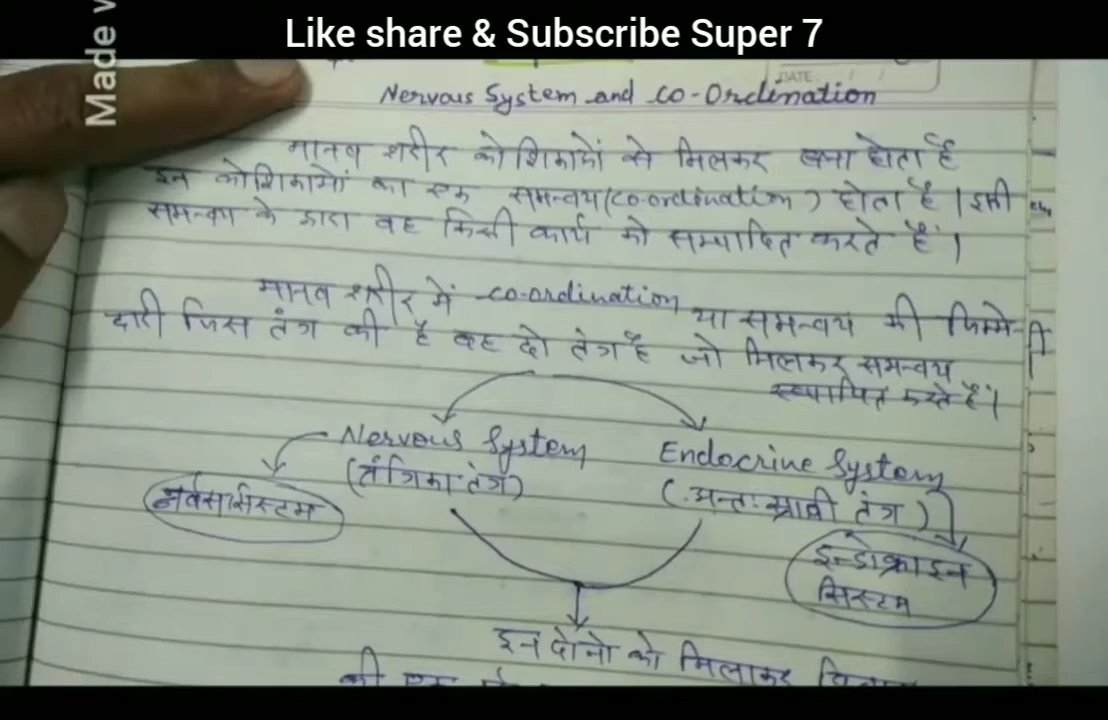 Like share & Subscribe Super 7
Made
DATE
Nervous System and co-Ordination
मानव शरीर कोशिकाओं से मिलकर बना होता है
इन कोशिकाओं का एक समन्वय (co-ordination) होता है । इसी
समन्वय के द्वारा वह किसी कार्य को सम्पादित करते हैं ।
मानव शरीर में co-ordination या समन्वय की जिम्मे-
दारी जिस तंत्र की है वह दो तंत्र है जो मिलकर समन्वय
स्थापित करते हैं ।
Nervous System
(तंत्रिका तंत्र)
नर्वस सिस्टम
Endocrine System
(अन्तः स्रावी तंत्र)
इन्डोक्राइन
सिस्टम
इन दोनो को मिलाकर
की एक